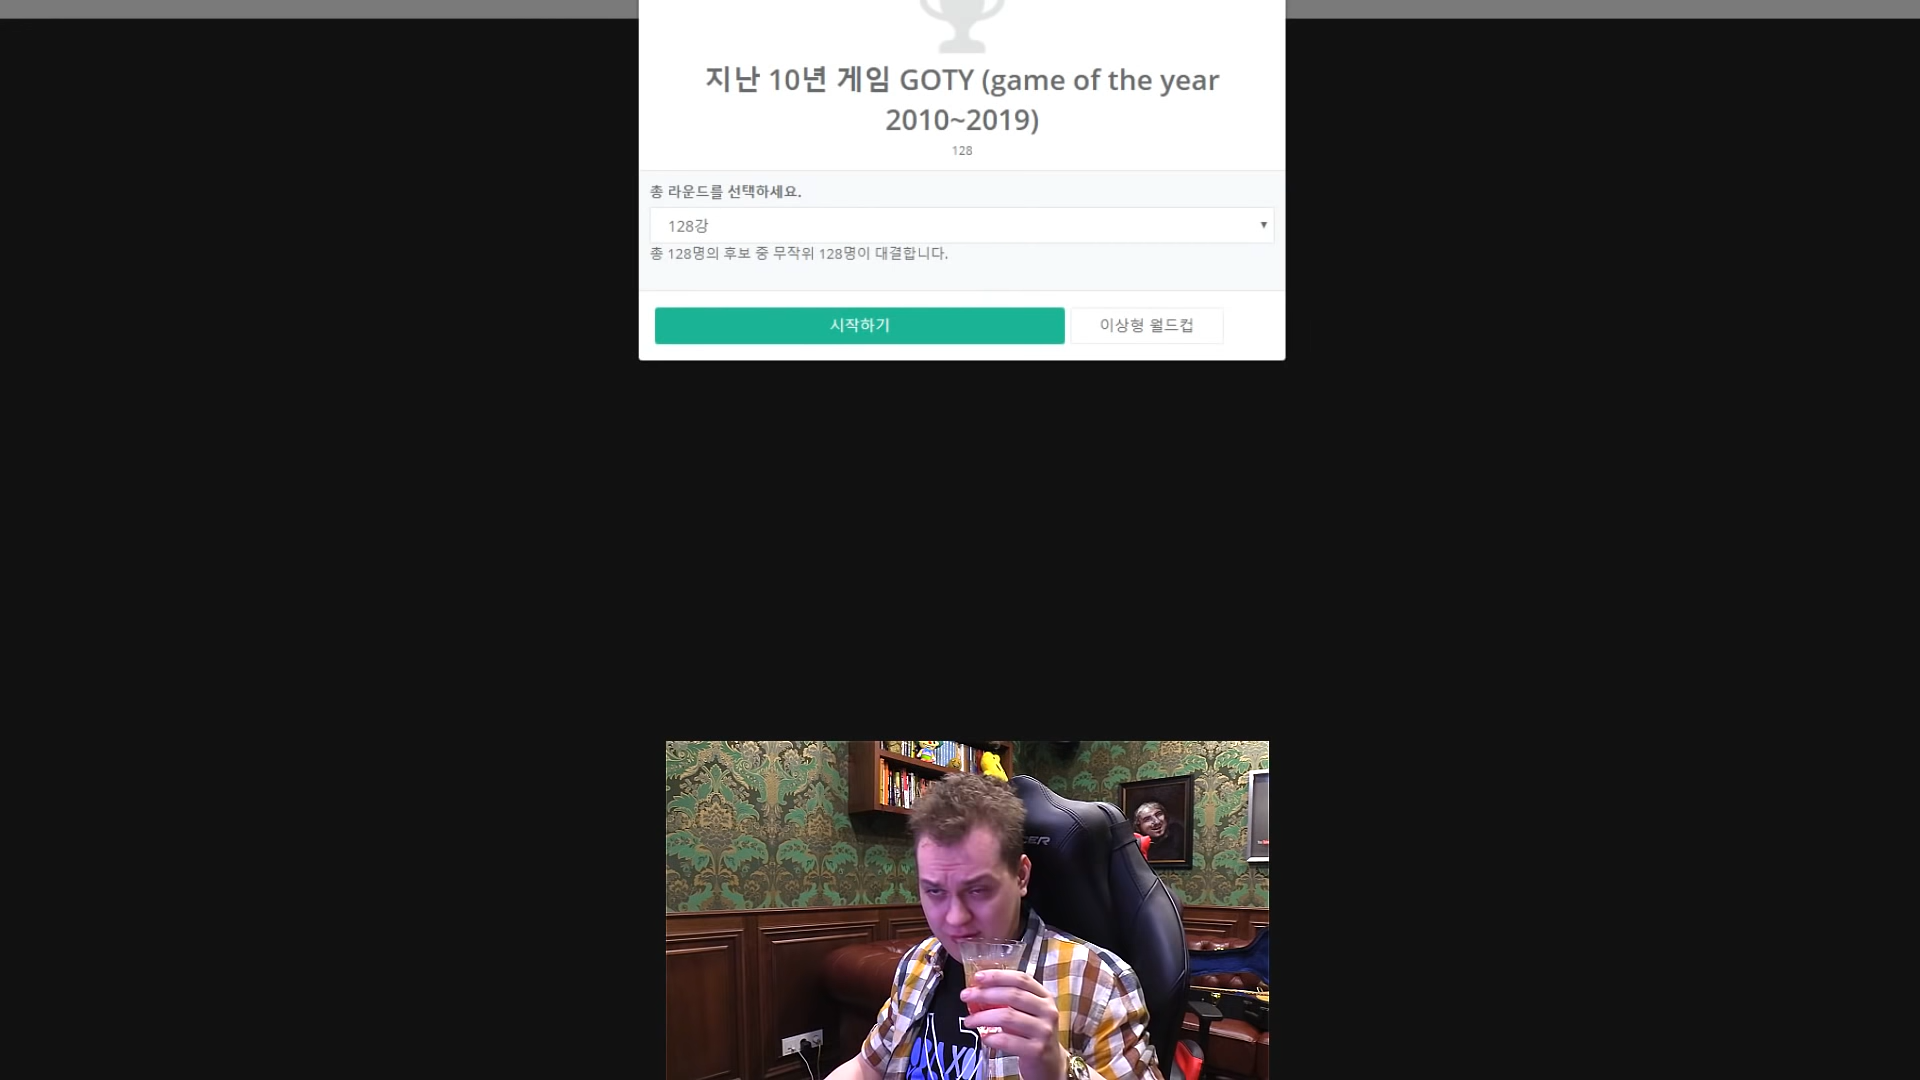 지난 10년 게임 GOTY (game of the year
2010~2019)
128
총 라운드를 선택하세요.
128강
총 128명의 후보 중 무작위 128명이 대결합니다.
시작하기
이상형 월드컵